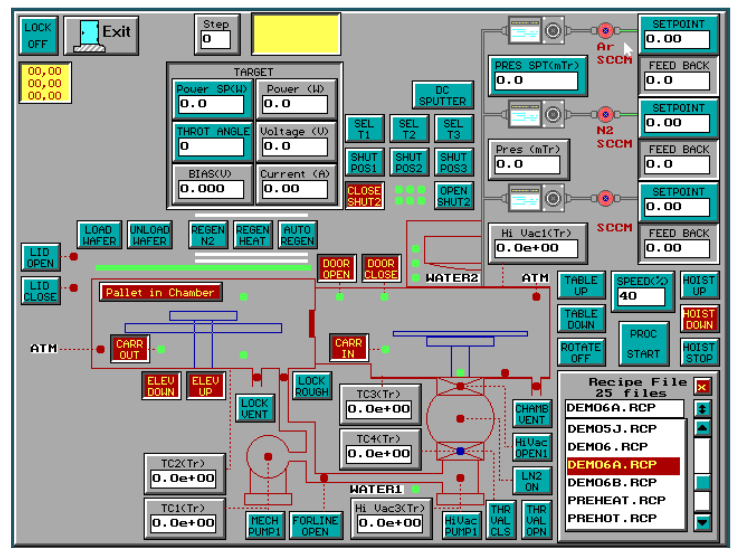 LOCK
OFF
Exit
Step
0
00,00
00,00
00,00
TARGET
Power SP(W)
0.0
Power (W)
0.0
THROT ANGLE
0
Voltage (V)
0.0
BIAS(V)
0.000
Current (A)
0.00
DC
SPUTTER
SEL
T1
SEL
T2
SEL
T3
SHUT
POS1
SHUT
POS2
SHUT
POS3
CLOSE
SHUT2
OPEN
SHUT2
PRES SPT(mTr)
0.0
Pres (mTr)
0.0
Hi Vac1(Tr)
0.0e+00
Ar
SCCM
SETPOINT
0.00
FEED BACK
0.00
N2
SCCM
SETPOINT
0.00
FEED BACK
0.00
SCCM
SETPOINT
0.00
FEED BACK
0.00
LOAD
WAFER
UNLOAD
WAFER
REGEN
N2
REGEN
HEAT
AUTO
REGEN
LID
OPEN
LID
CLOSE
DOOR
OPEN
DOOR
CLOSE
WATER2
ATM
Pallet in Chamber
TABLE
UP
SPEED(%)
40
HOIST
UP
TABLE
DOWN
HOIST
DOWN
PROC
START
ROTATE
OFF
HOIST
STOP
ATM
CARR
OUT
CARR
IN
ELEV
DOWN
ELEV
UP
LOCK
VENT
LOCK
ROUGH
TC3(Tr)
0.0e+00
TC4(Tr)
0.0e+00
CHAMB
VENT
HiVac
OPEN1
LN2
ON
TC2(Tr)
0.0e+00
TC1(Tr)
0.0e+00
WATER1
MECH
PUMP1
FORLINE
OPEN
Hi Vac3(Tr)
0.0e+00
HiVac
PUMP1
THR
VAL
CLS
THR
VAL
OPN
Recipe File
25 files
DEMO6A.RCP
DEMO5J.RCP
DEMO6.RCP
DEMO6A.RCP
DEMO6B.RCP
PREHEAT.RCP
PREHOT.RCP